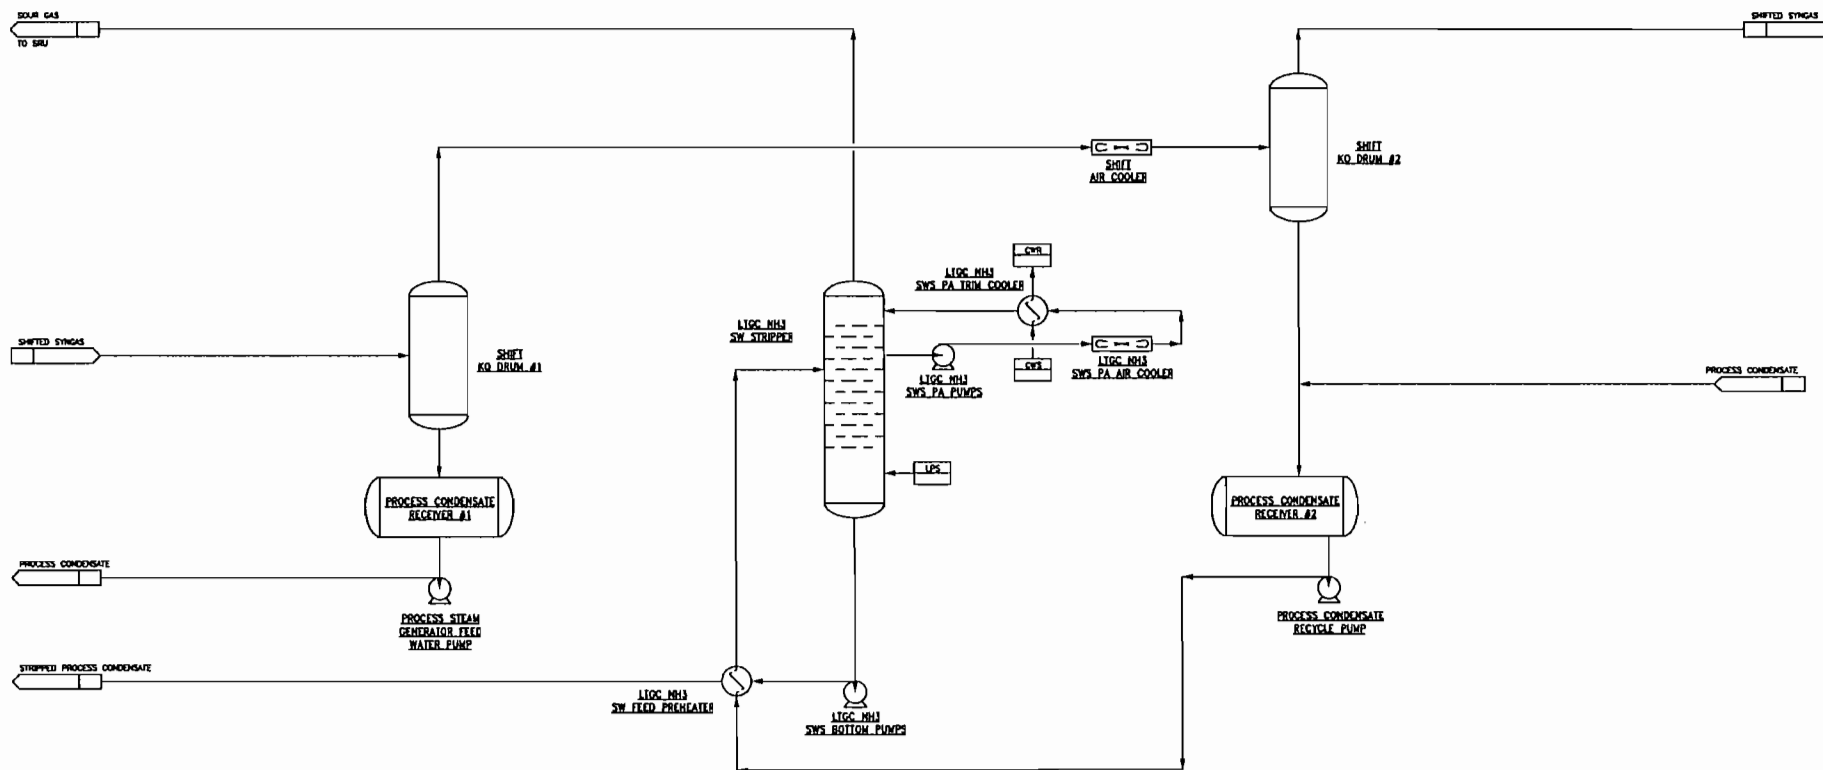 SOUR GAS
TO SRU
SHIFTED SYNGAS
SHIFT
KO DRUM #2
SHIFT
AIR COOLER
CWR
LTGC NH3
SWS PA TRIM COOLER
LTGC NH3
SW STRIPPER
SHIFTED SYNGAS
SHIFT
KO DRUM #1
CWS
LTGC NH3
SWS PA AIR COOLER
LTGC NH3
SWS PA PUMPS
PROCESS CONDENSATE
LPS
PROCESS CONDENSATE
RECEIVER #1
PROCESS CONDENSATE
RECEIVER #2
PROCESS CONDENSATE
PROCESS STEAM
GENERATOR FEED
WATER PUMP
PROCESS CONDENSATE
RECYCLE PUMP
STRIPPED PROCESS CONDENSATE
LTGC NH3
SW FEED PREHEATER
LTGC NH3
SWS BOTTOM PUMPS